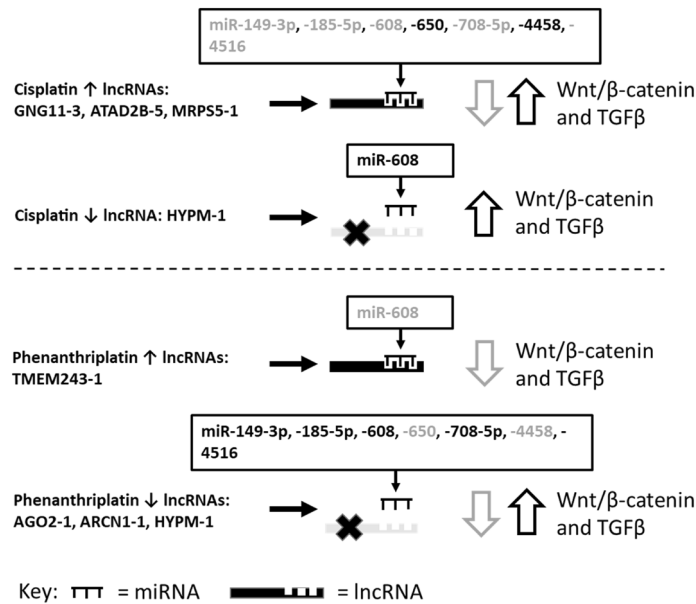 miR-149-3p, -185-5p, -608, -650, -708-5p, -4458, -
4516
Cisplatin ↑ lncRNAs:
GNG11-3, ATAD2B-5, MRPS5-1
Wnt/β-catenin
and TGFβ
miR-608
Cisplatin ↓ lncRNA: HYPM-1
Wnt/β-catenin
and TGFβ
miR-608
Phenanthriplatin ↑ lncRNAs:
TMEM243-1
Wnt/β-catenin
and TGFβ
miR-149-3p, -185-5p, -608, -650, -708-5p, -4458, -
4516
Phenanthriplatin ↓ lncRNAs:
AGO2-1, ARCN1-1, HYPM-1
Wnt/β-catenin
and TGFβ
Key: = miRNA = lncRNA